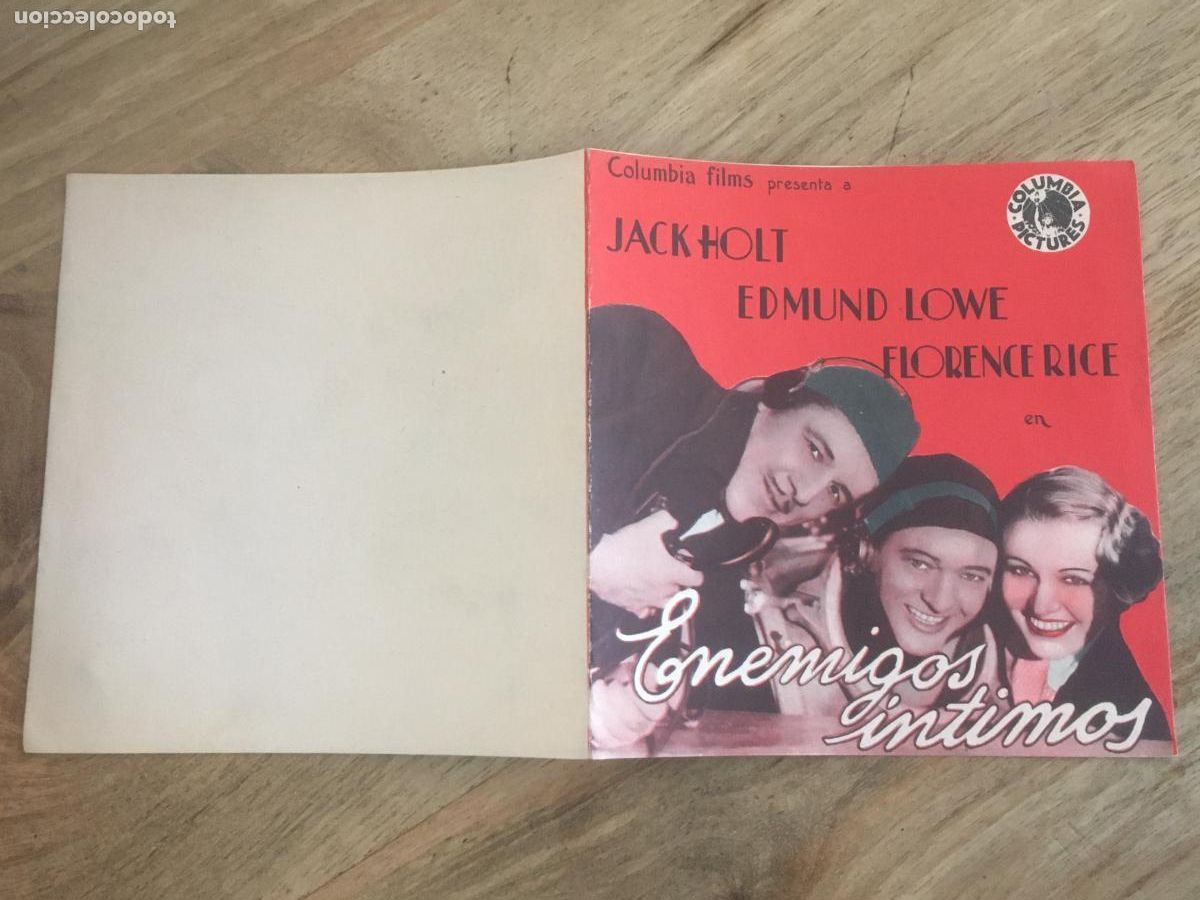 todocoleccion
Columbia films presenta a
COLUMBIA PICTURES
JACK HOLT
EDMUND LOWE
FLORENCE RICE
en
Enemigos
intimos